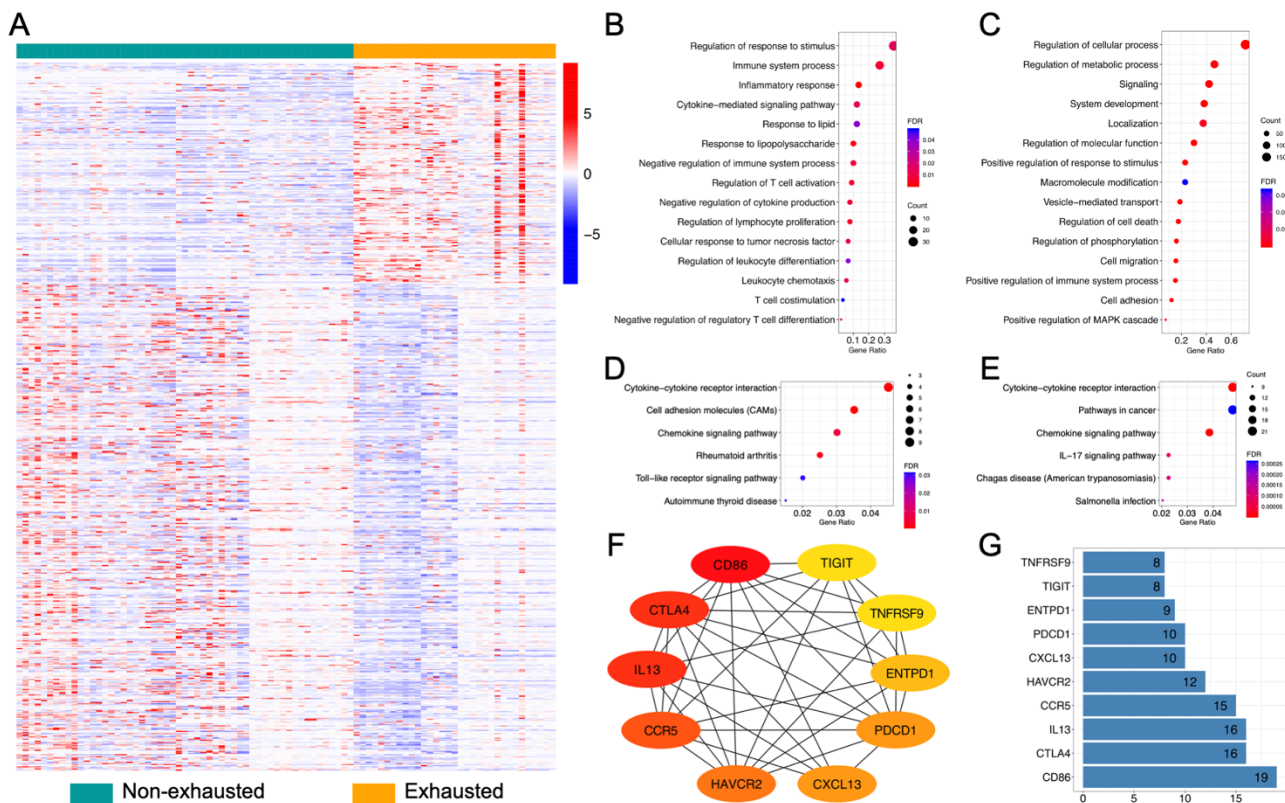 A
5
0
−5
Non-exhausted
Exhausted
B
Regulation of response to stimulus
Immune system process
Inflammatory response
Cytokine−mediated signaling pathway
Response to lipid
Response to lipopolysaccharide
Negative regulation of immune system process
Regulation of T cell activation
Negative regulation of cytokine production
Regulation of lymphocyte proliferation
Cellular response to tumor necrosis factor
Regulation of leukocyte differentiation
Leukocyte chemotaxis
T cell costimulation
Negative regulation of regulatory T cell differentiation
0.1 0.2 0.3
Gene Ratio
FDR
0.04
0.03
0.02
0.01
Count
10
20
30
C
Regulation of cellular process
Regulation of metabolic process
Signaling
System development
Localization
Regulation of molecular function
Positive regulation of response to stimulus
Macromolecule modification
Vesicle−mediated transport
Regulation of cell death
Regulation of phosphorylation
Cell migration
Positive regulation of immune system process
Cell adhesion
Positive regulation of MAPK cascade
0.2 0.4 0.6
Gene Ratio
Count
50
100
150
FDR
0.0
0.0
0.0
D
Cytokine−cytokine receptor interaction
Cell adhesion molecules (CAMs)
Chemokine signaling pathway
Rheumatoid arthritis
Toll−like receptor signaling pathway
Autoimmune thyroid disease
0.02 0.03 0.04
Gene Ratio
3
4
5
6
7
8
9
FDR
0.03
0.02
0.01
E
Cytokine−cytokine receptor interaction
Pathways in cancer
Chemokine signaling pathway
IL−17 signaling pathway
Chagas disease (American trypanosomiasis)
Salmonella infection
0.02 0.03 0.04
Gene Ratio
Count
9
12
15
18
21
FDR
0.00025
0.00020
0.00015
0.00010
0.00005
F
CD86
TIGIT
CTLA4
TNFRSF9
IL13
ENTPD1
CCR5
PDCD1
HAVCR2
CXCL13
G
TNFRSF9 8
TIGIT 8
ENTPD1 9
PDCD1 10
CXCL13 10
HAVCR2 12
CCR5 15
IL13 16
CTLA4 16
CD86 19
0 5 10 15